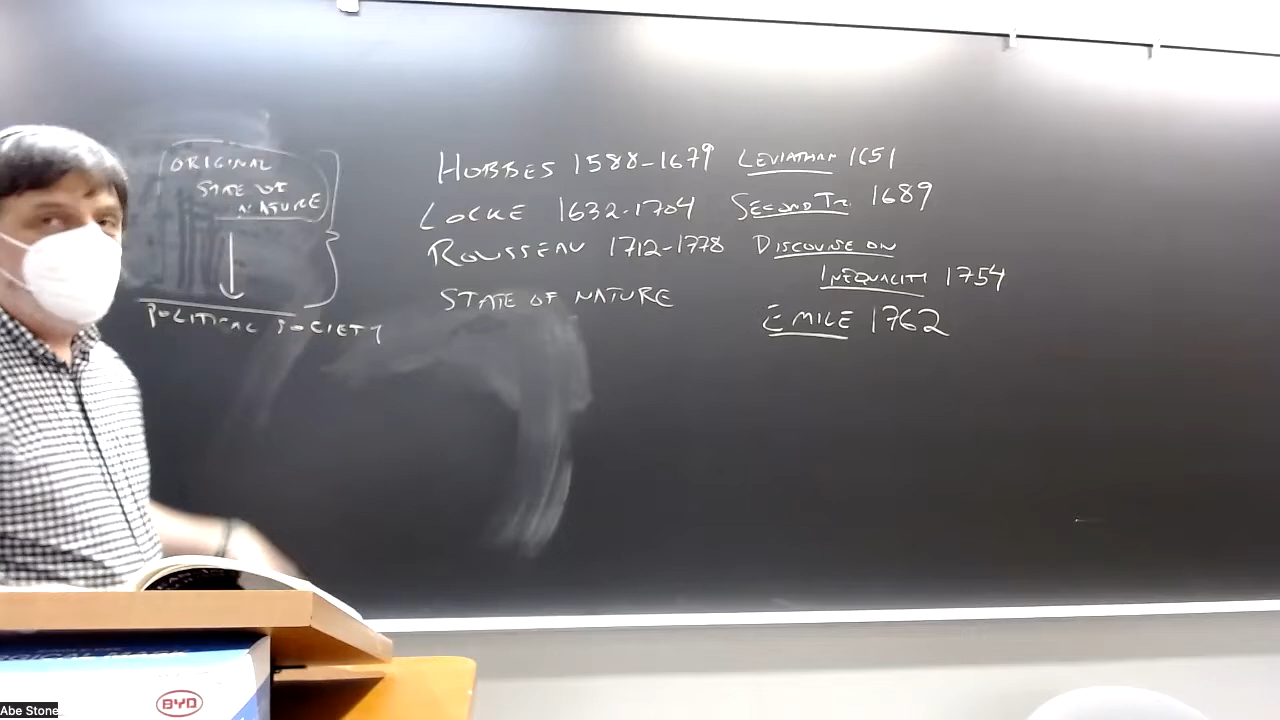 ORIGINAL
STATE OF
NATURE
POLITICAL SOCIETY
HOBBES 1588-1679 LEVIATHAN 1651
LOCKE 1632-1704 SECOND TR. 1689
ROUSSEAU 1712-1778 DISCOURSE ON
INEQUALITY 1754
STATE OF NATURE
EMILE 1762
BYD
Abe Stone